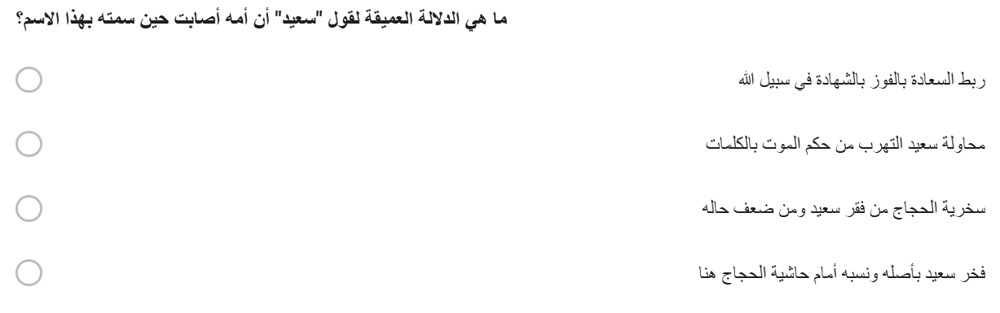 ما هي الدلالة العميقة لقول "سعيد" أن أمه أصابت حين سمته بهذا الاسم؟
ربط السعادة بالفوز بالشهادة في سبيل الله
محاولة سعيد التهرب من حكم الموت بالكلمات
سخرية الحجاج من فقر سعيد ومن ضعف حاله
فخر سعيد بأصله ونسبه أمام حاشية الحجاج هنا